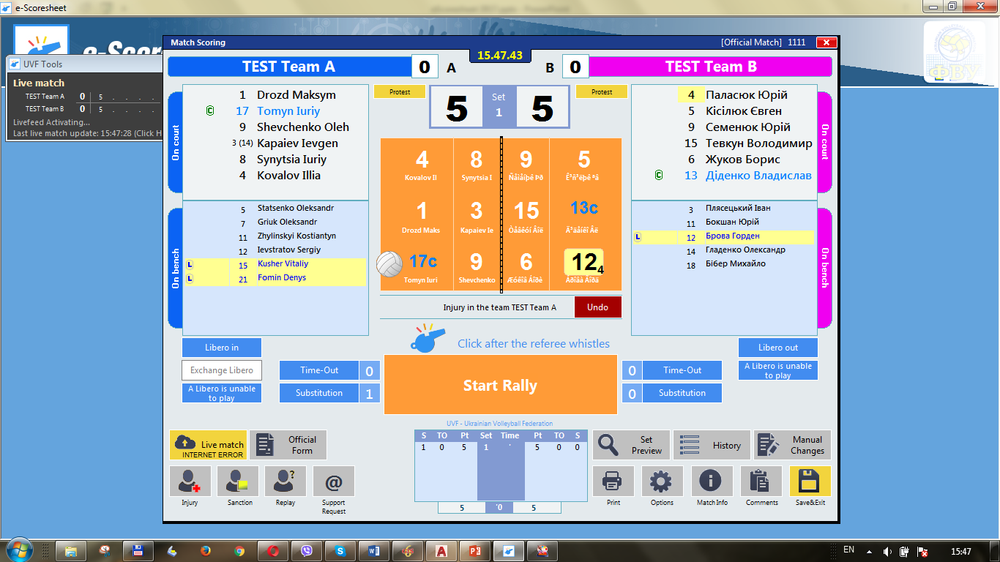 e-Scoresheet
e-Scor
UVF Tools
Live match
TEST Team A 0 5 . . . .
TEST Team B 0 5 . . . .
Livefeed Activating...
Last live match update: 15:47:28 (Click H
ФВУ
Match Scoring
[Official Match] 1111
15.47.43
TEST Team A 0 A
B 0 TEST Team B
On court
1 Drozd Maksym
C 17 Tomyn Iuriy
9 Shevchenko Oleh
3 (14) Kapaiev Ievgen
8 Synytsia Iuriy
4 Kovalov Illia
On bench
5 Statsenko Oleksandr
7 Griuk Oleksandr
11 Zhylinskyi Kostiantyn
12 Ievstratov Sergiy
L 15 Kusher Vitaliy
L 21 Fomin Denys
Protest
5 Set 1 5
Protest
4 8 9 5
Kovalov Il Synytsia I
1 3 15 13c
Drozd Maks Kapaiev Ie
17c 9 6 12 4
Tomyn Iuri Shevchenko
Injury in the team TEST Team A
Undo
On court
4 Паласюк Юрій
5 Кісілюк Євген
9 Семенюк Юрій
15 Тевкун Володимир
6 Жуков Борис
C 13 Діденко Владислав
On bench
3 Плясецький Іван
11 Бокшан Юрій
L 12 Брова Горден
14 Гладенко Олександр
18 Бібер Михайло
Libero in
Exchange Libero
A Libero is unable
to play
Time-Out 0
Substitution 1
Click after the referee whistles
Start Rally
0 Time-Out
0 Substitution
Libero out
A Libero is unable
to play
UVF - Ukrainian Volleyball Federation
S TO Pt Set Time Pt TO S
1 0 5 1 ' 5 0 0
5 '0 5
Live match
INTERNET ERROR
Official
Form
Set
Preview
History
Manual
Changes
Injury
Sanction
Replay
@
Support
Request
Print
Options
Match Info
Comments
Save&Exit
EN
15:47